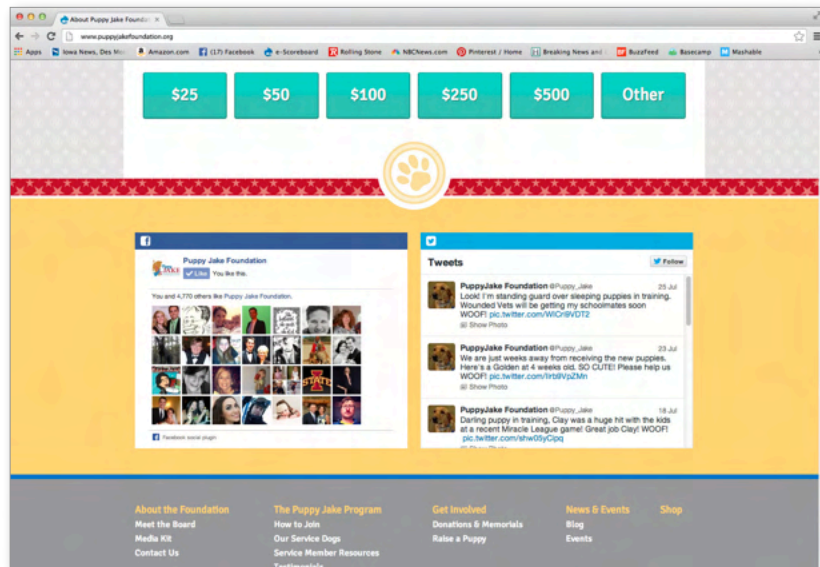 About Puppy Jake Founda
www.puppyjakefoundation.org
Apps Iowa News, Des Mo Amazon.com (17) Facebook e-Scoreboard Rolling Stone NBCNews.com Pinterest / Home Breaking News and BuzzFeed Basecamp Mashable
$25 $50 $100 $250 $500 Other
Puppy Jake Foundation
Like You like this.
You and 4,770 others like Puppy Jake Foundation.
Facebook social plugin
Tweets Follow
PuppyJake Foundation @Puppy_Jake 25 Jul
Look! I'm standing guard over sleeping puppies in training.
Wounded Vets will be getting my schoolmates soon
WOOF! pic.twitter.com/WlCrl9VDT2
Show Photo
PuppyJake Foundation @Puppy_Jake 23 Jul
We are just weeks away from receiving the new puppies.
Here's a Golden at 4 weeks old. SO CUTE! Please help us
WOOF! pic.twitter.com/Iirb9VpZMn
Show Photo
PuppyJake Foundation @Puppy_Jake 18 Jul
Darling puppy in training, Clay was a huge hit with the kids
at a recent Miracle League game! Great job Clay! WOOF!
pic.twitter.com/shw05yCipq
About the Foundation The Puppy Jake Program Get Involved News & Events Shop
Meet the Board How to Join Donations & Memorials Blog
Media Kit Our Service Dogs Raise a Puppy Events
Contact Us Service Member Resources
Testimonials